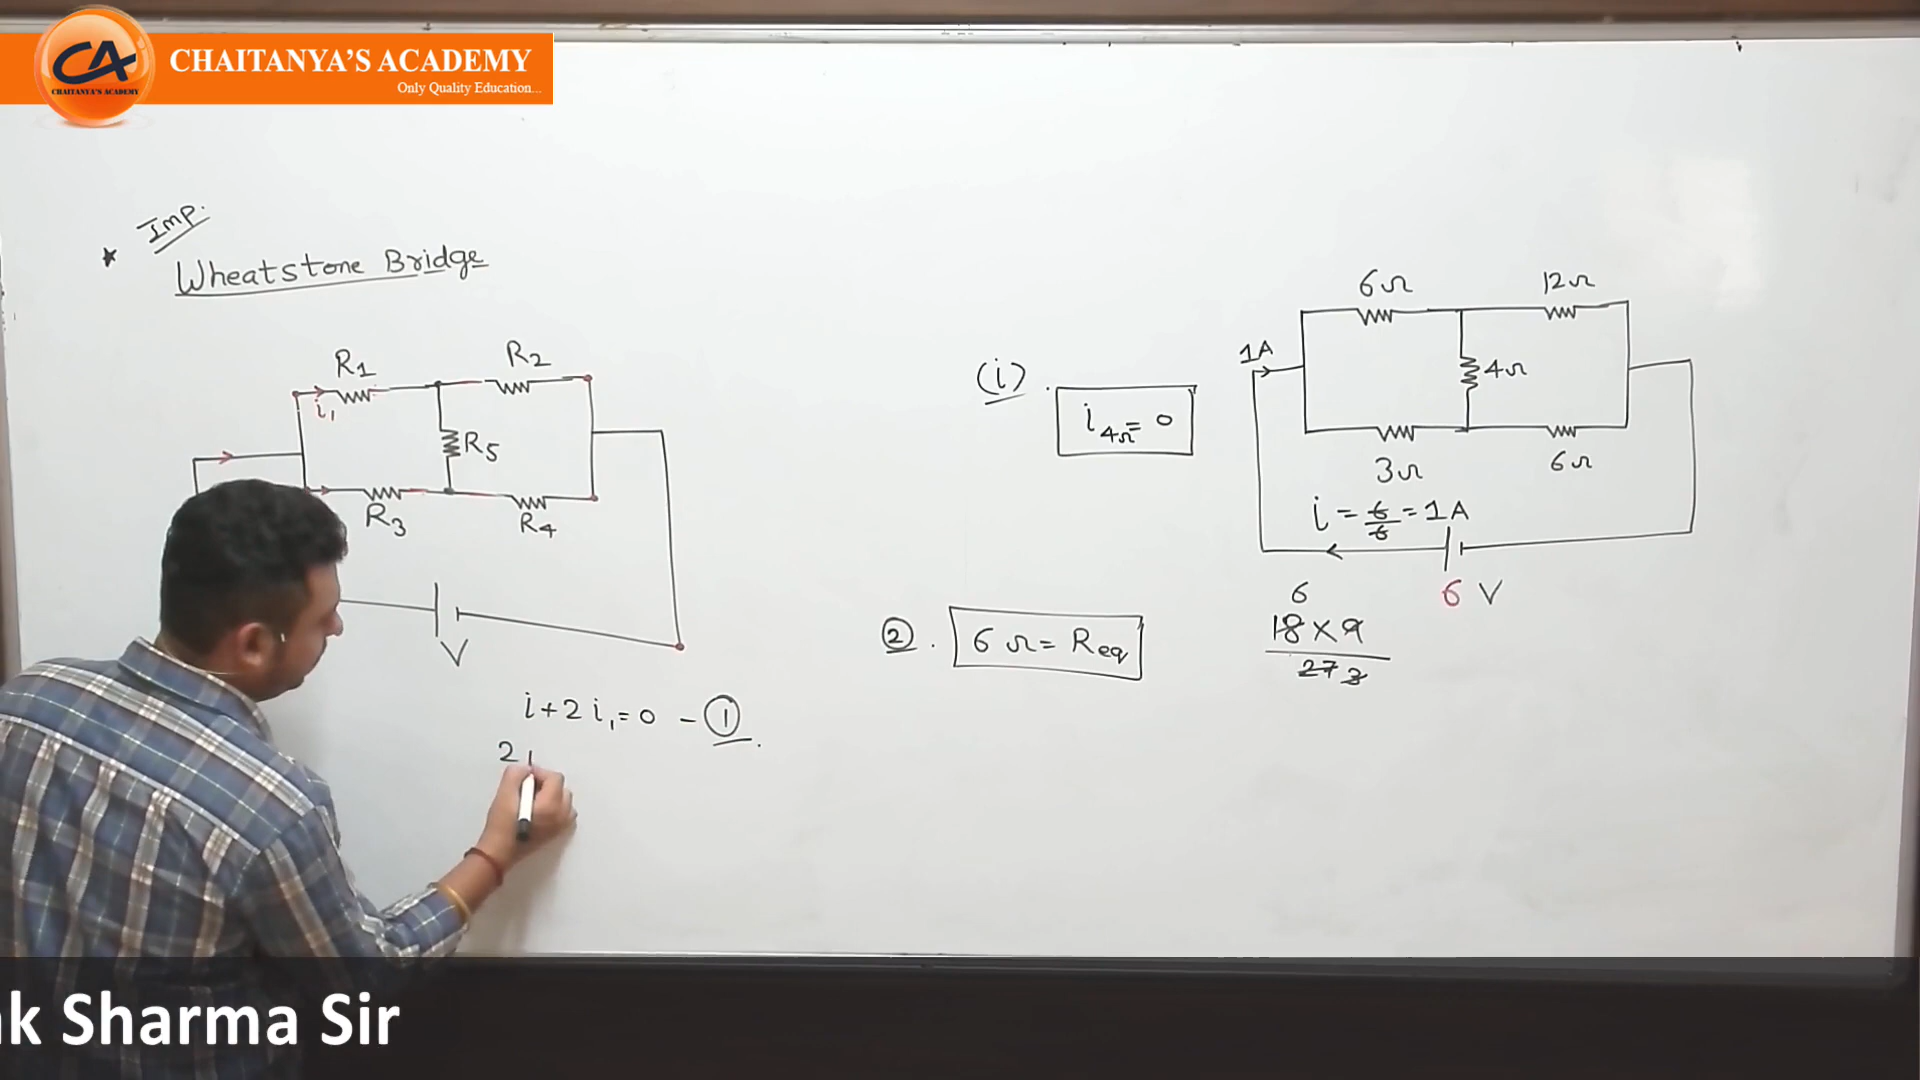 CA
CHAITANYA'S ACADEMY
CHAITANYA'S ACADEMY
Only Quality Education...
Imp.
Wheatstone Bridge
R1
R2
i1
R5
R3
R4
V
i+2i1=0 - ①
2
(i).
i4Ω=0
6Ω
12Ω
1A
4Ω
3Ω
6Ω
i = 6/6 = 1A
6 V
②. 6Ω = Req
6
18 × 9
27 3
k Sharma Sir